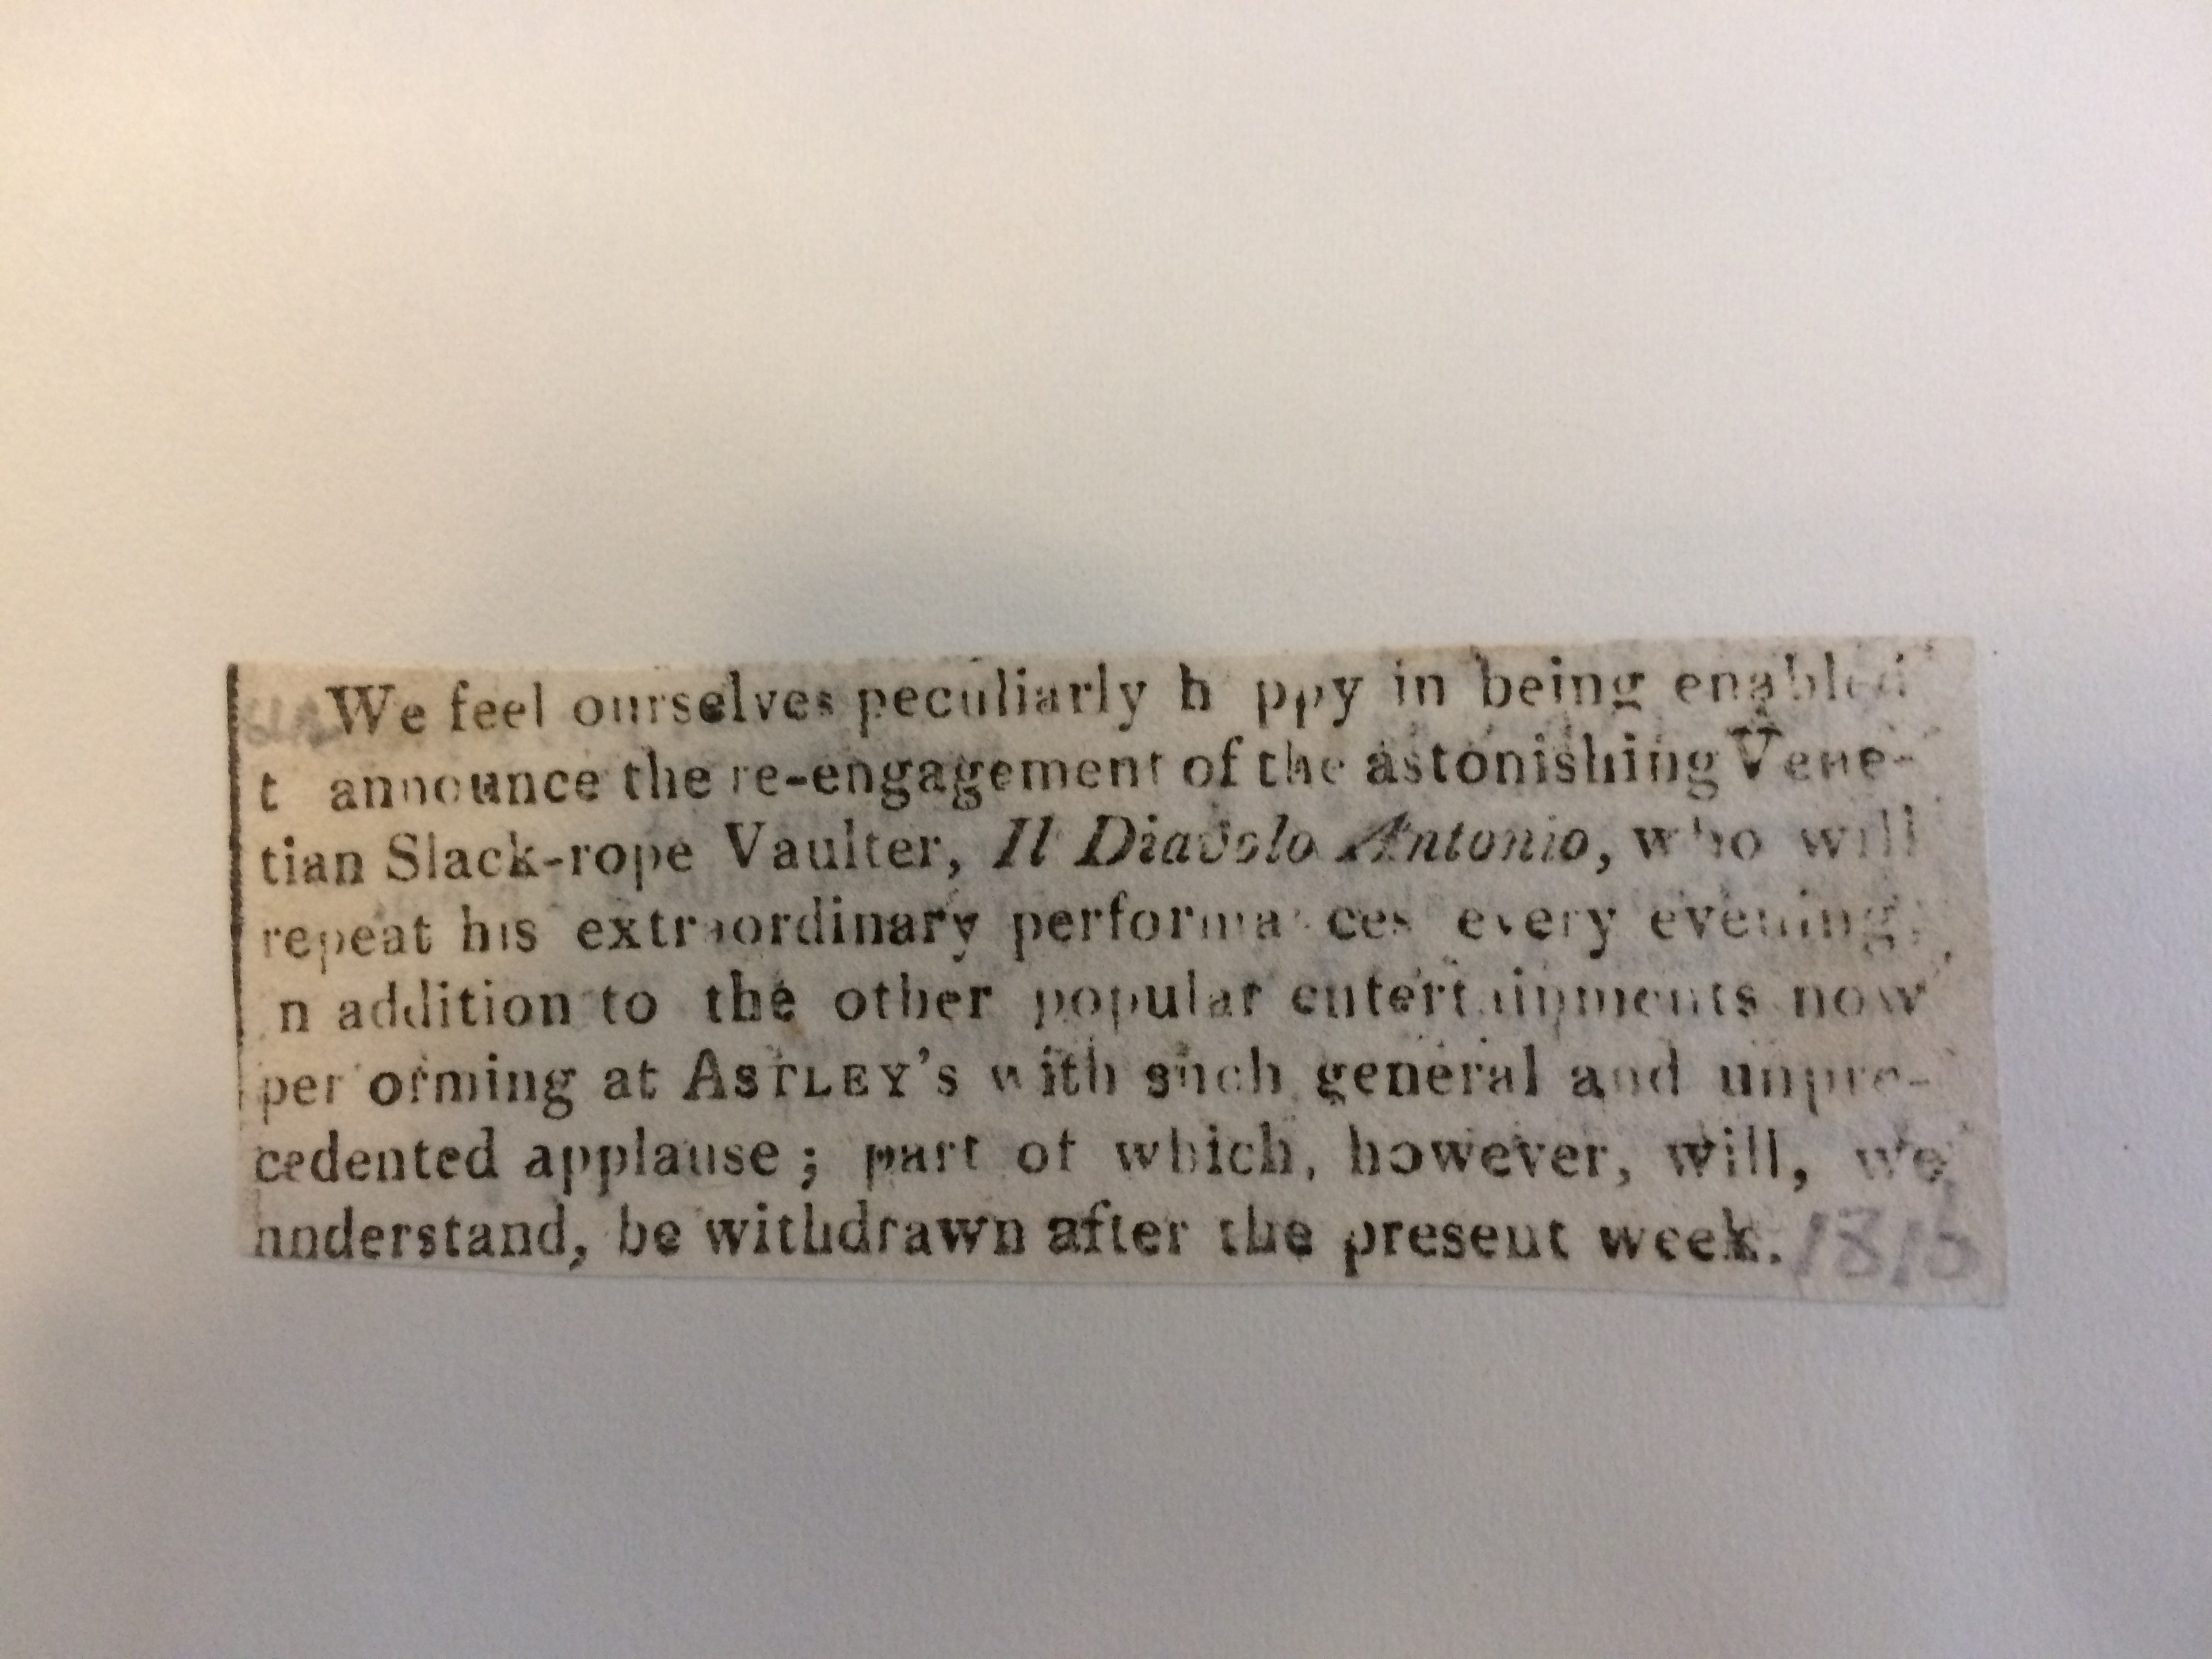 We feel ourselves peculiarly h ppy in being enabled
t announce the re-engagement of the astonishing Vene-
tian Slack-rope Vaulter, Il Diavolo Antonio, who will
repeat his extraordinary performa ces every evening,
n addition to the other popular entertainments now
per orming at ASTLEY's with such general and unpre-
cedented applause; part of which, however, will, we
understand, be withdrawn after the present week.